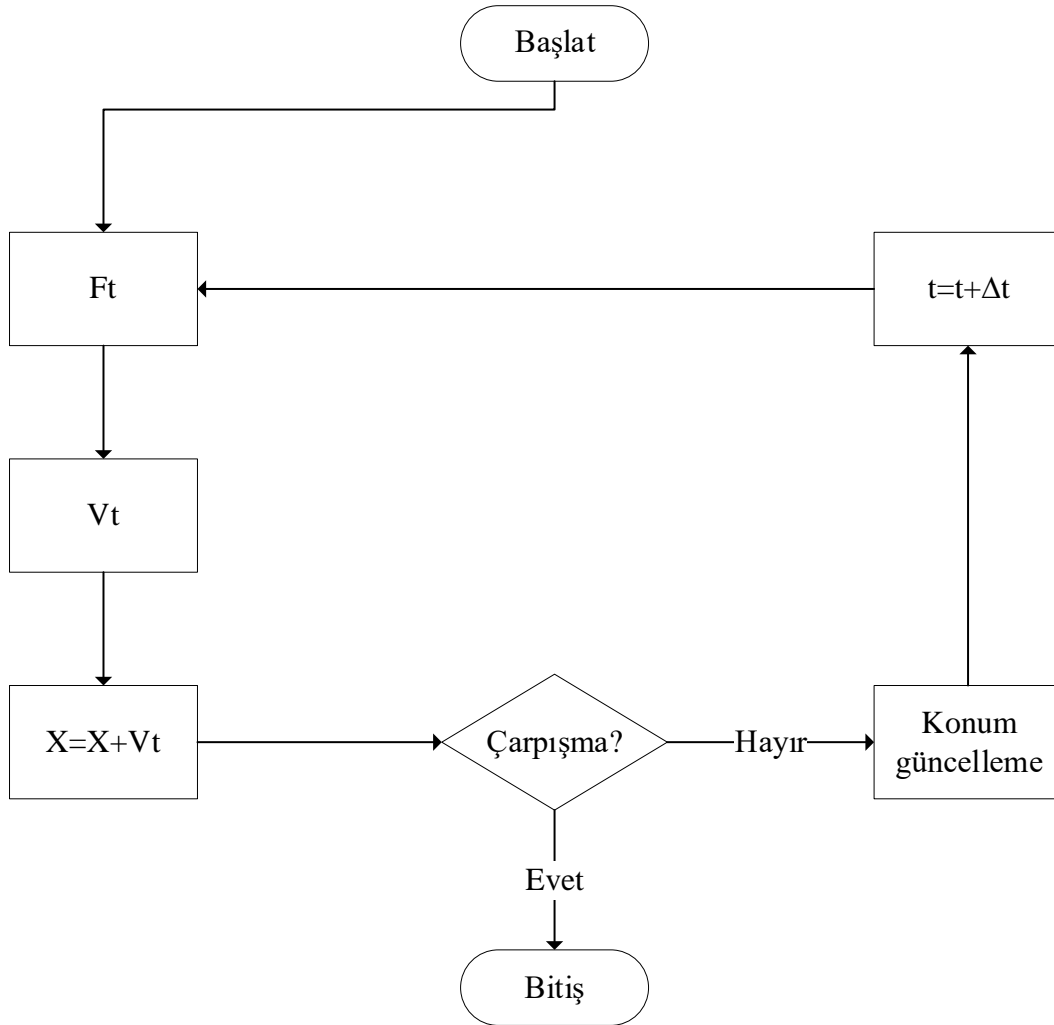 Başlat
Ft
t=t+Δt
Vt
X=X+Vt
Çarpışma?
Hayır
Konum
güncelleme
Evet
Bitiş